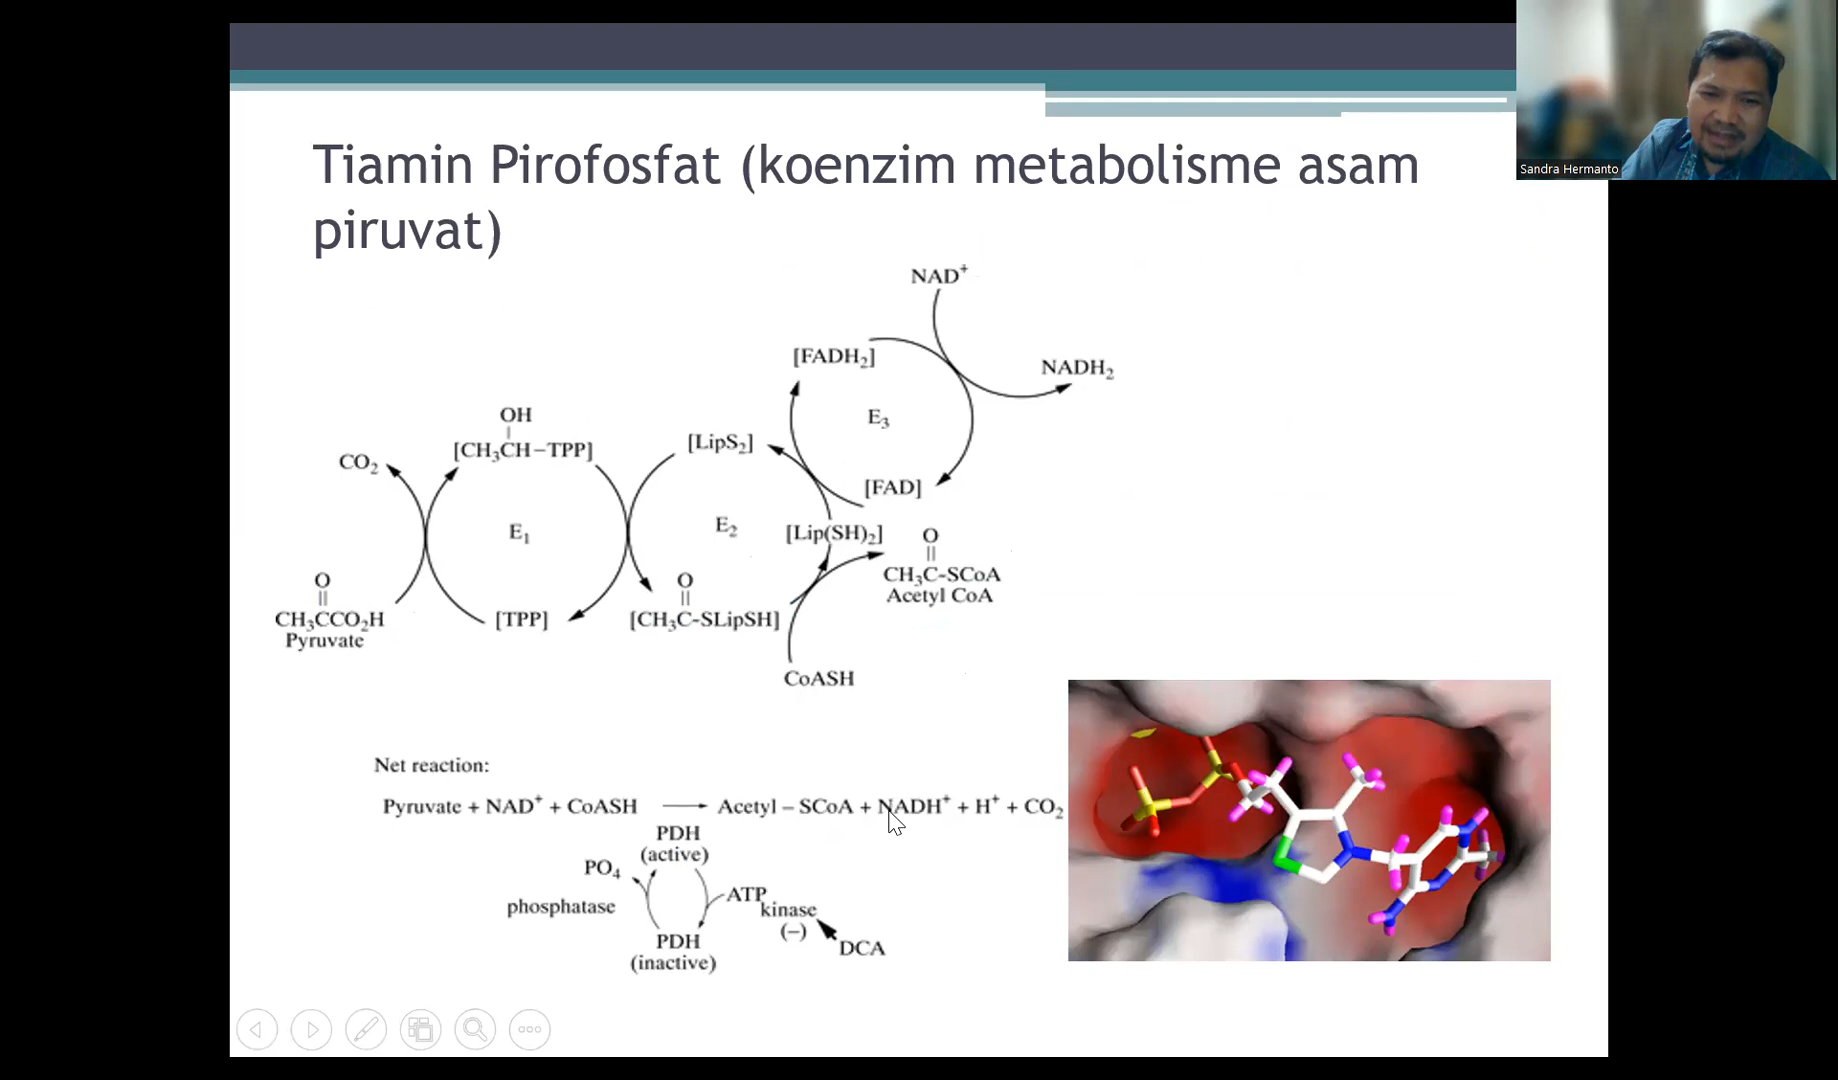 Sandra Hermanto
Tiamin Pirofosfat (koenzim metabolisme asam
piruvat)
NAD⁺
[FADH₂]
NADH₂
E₃
OH
[CH₃CH–TPP]
[LipS₂]
CO₂
[FAD]
E₁
E₂
[Lip(SH)₂]
O
CH₃C–SCoA
Acetyl CoA
O
CH₃CCO₂H
Pyruvate
[TPP]
O
[CH₃C–SLipSH]
CoASH
Net reaction:
Pyruvate + NAD⁺ + CoASH → Acetyl – SCoA + NADH⁺ + H⁺ + CO₂
PDH
(active)
PO₄
ATP
phosphatase
kinase
(–)
PDH
(inactive)
DCA